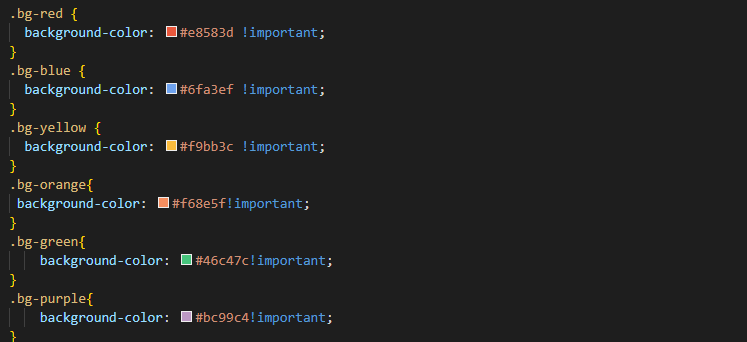 .bg-red {
  background-color: #e8583d !important;
}
.bg-blue {
  background-color: #6fa3ef !important;
}
.bg-yellow {
  background-color: #f9bb3c !important;
}
.bg-orange{
 background-color: #f68e5f!important;
}
.bg-green{
    background-color: #46c47c!important;
}
.bg-purple{
    background-color: #bc99c4!important;
}